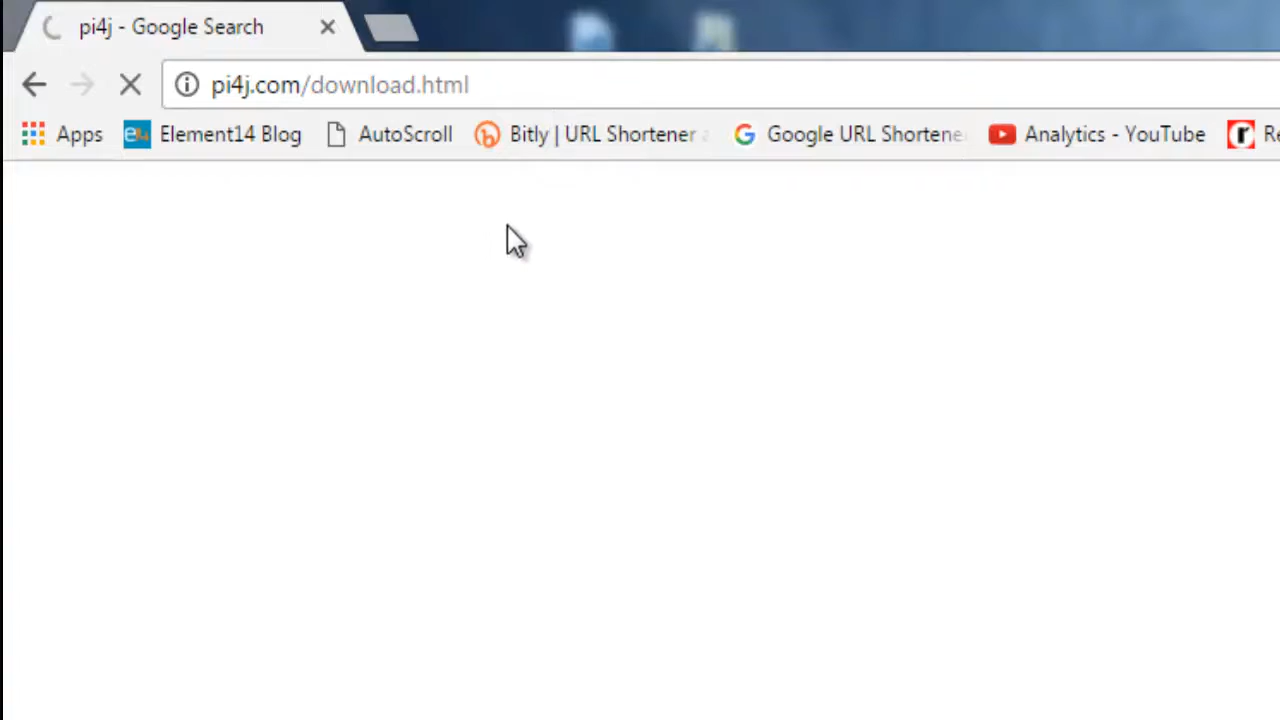 pi4j - Google Search
pi4j.com/download.html
Apps Element14 Blog AutoScroll Bitly | URL Shortener Google URL Shortene Analytics - YouTube Re